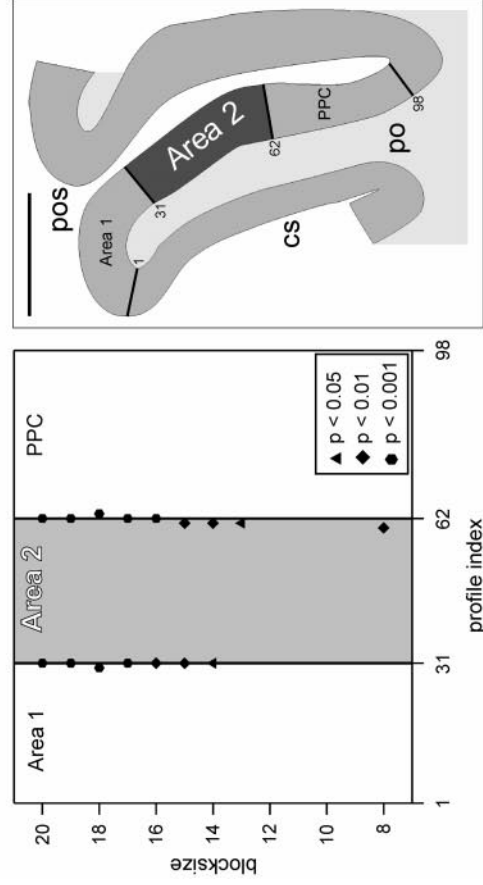 Area 1
Area 2
PPC
blocksize
20
18
16
14
12
10
8
1
31
62
98
profile index
p < 0.05
p < 0.01
p < 0.001
pos
Area 1
Area 2
PPC
1
31
62
98
cs
po